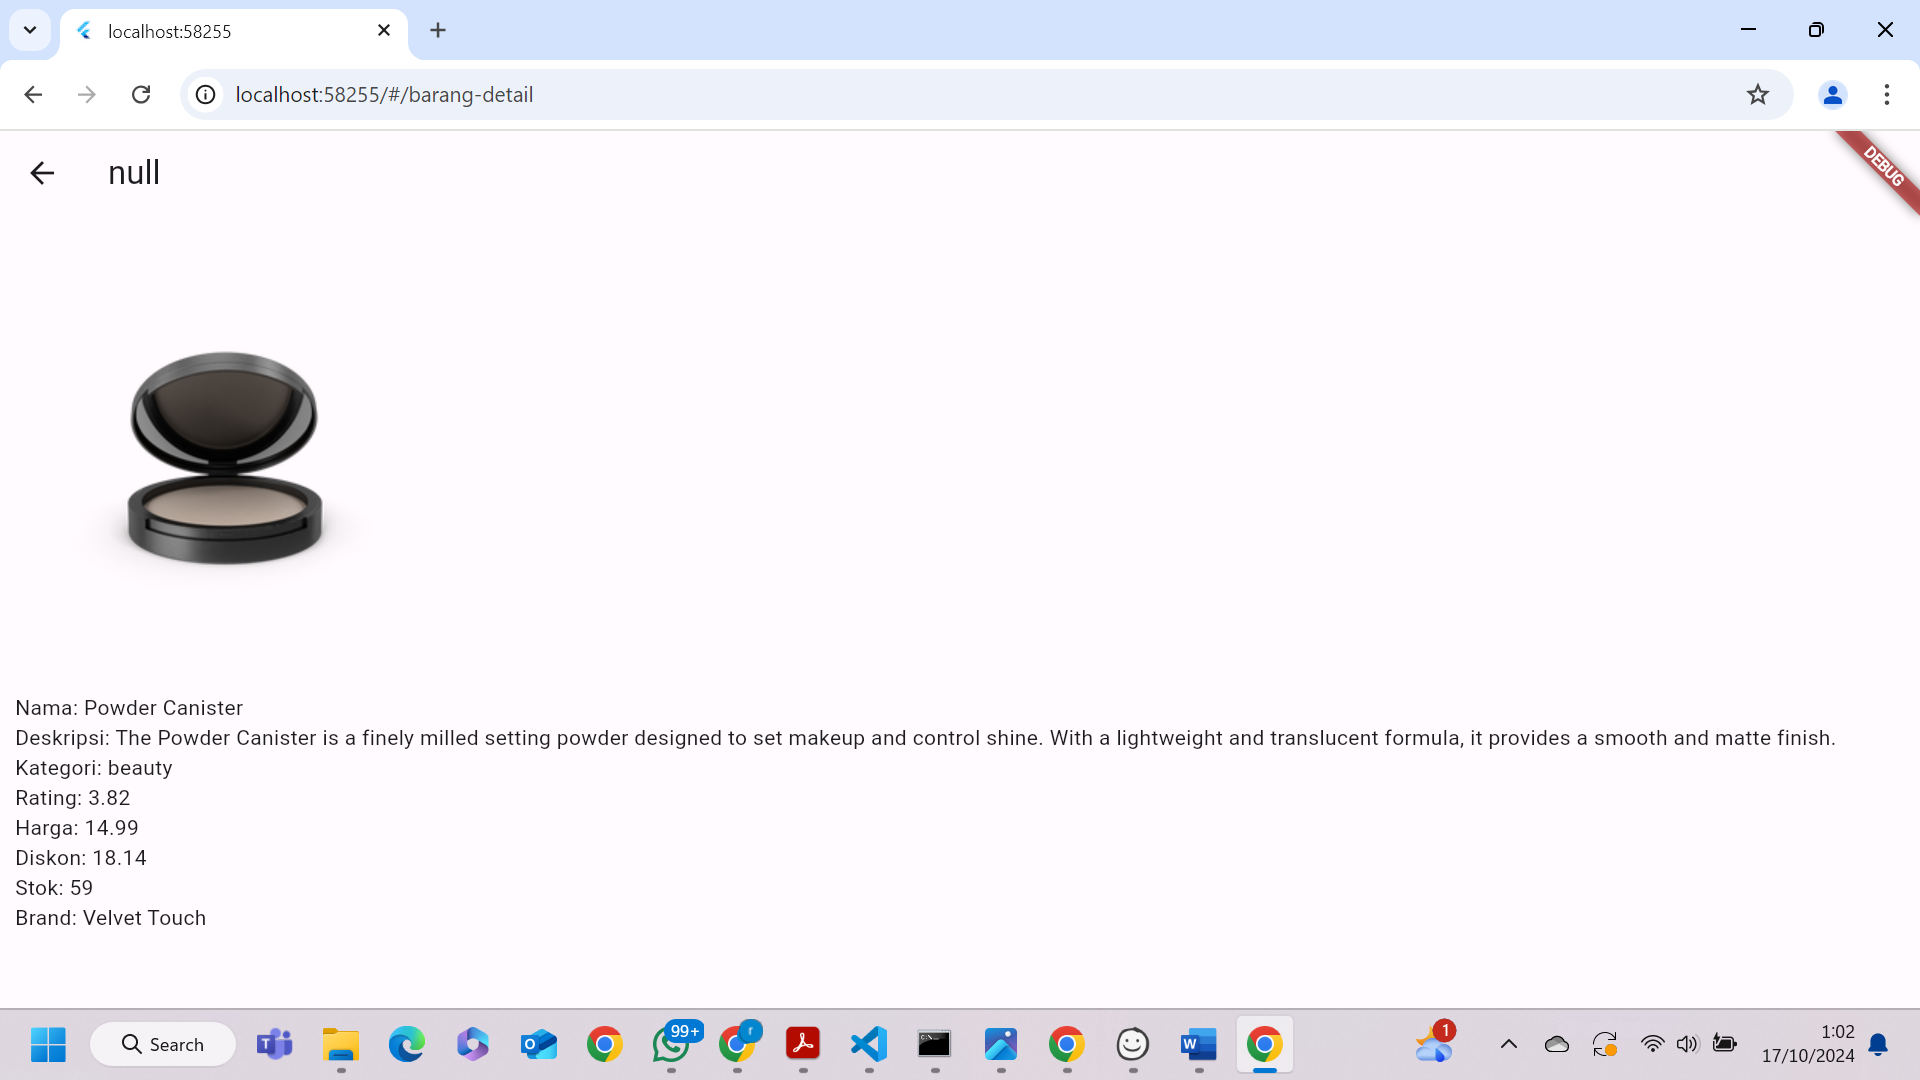 localhost:58255
localhost:58255/#/barang-detail
null
DEBUG
Nama: Powder Canister
Deskripsi: The Powder Canister is a finely milled setting powder designed to set makeup and control shine. With a lightweight and translucent formula, it provides a smooth and matte finish.
Kategori: beauty
Rating: 3.82
Harga: 14.99
Diskon: 18.14
Stok: 59
Brand: Velvet Touch
Search
99+
r
1
1:02
17/10/2024